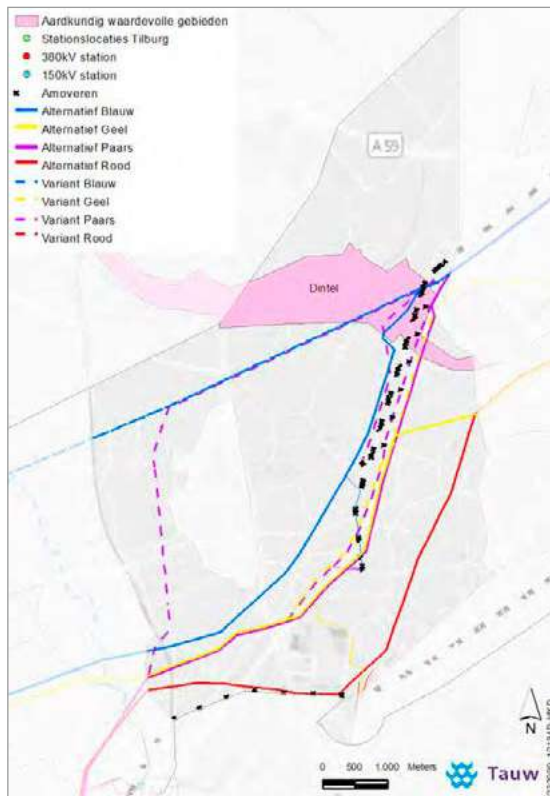 Aardkundig waardevolle gebieden
Stationslocaties Tilburg
380kV station
150kV station
Amoveren
Alternatief Blauw
Alternatief Geel
Alternatief Paars
Alternatief Rood
Variant Blauw
Variant Geel
Variant Paars
Variant Rood
A 59
Dintel
N
0 500 1.000 Meters
Tauw